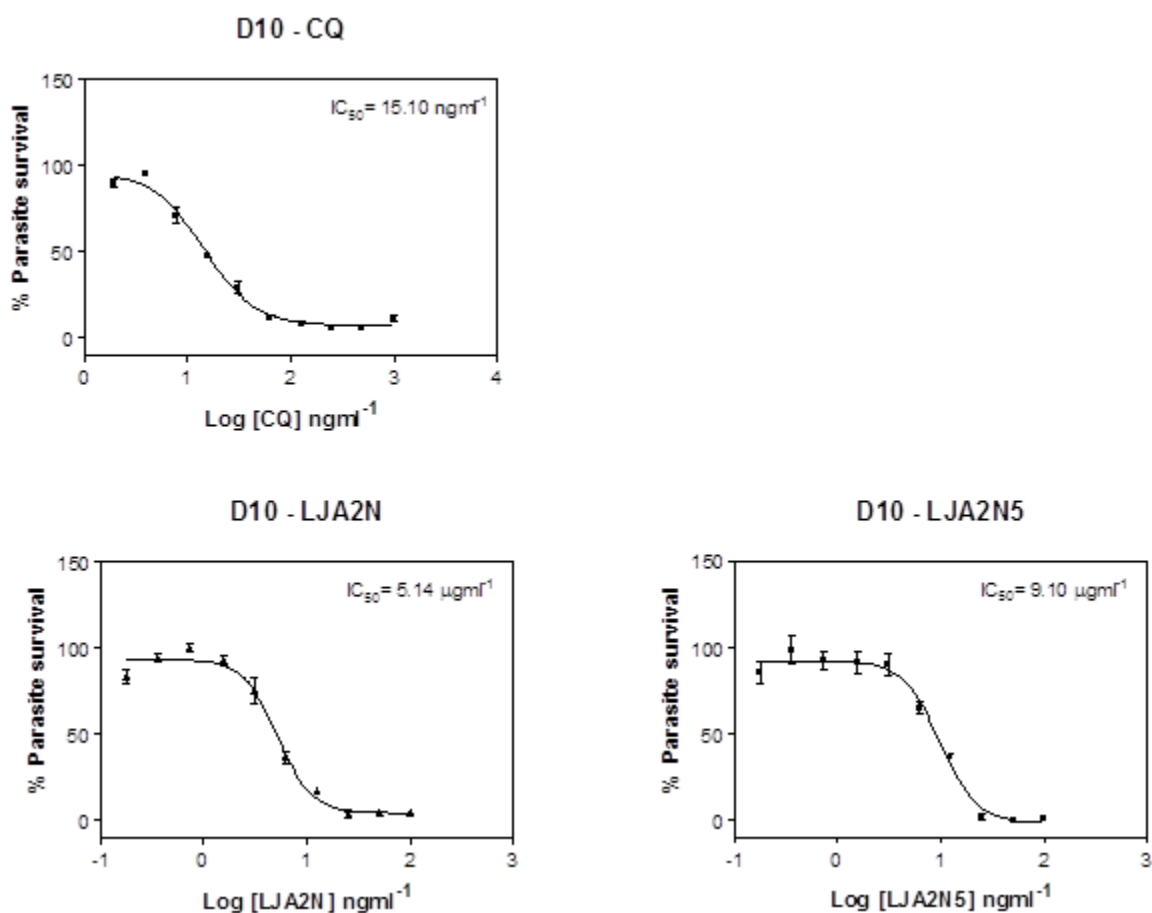 D10 - CQ
150
100
50
0
% Parasite survival
IC₅₀= 15.10 ngml⁻¹
0 1 2 3 4
Log [CQ] ngml⁻¹
D10 - LJA2N
150
100
50
0
% Parasite survival
IC₅₀= 5.14 µgml⁻¹
-1 0 1 2 3
Log [LJA2N] ngml⁻¹
D10 - LJA2N5
150
100
50
0
% Parasite survival
IC₅₀= 9.10 µgml⁻¹
-1 0 1 2 3
Log [LJA2N5] ngml⁻¹